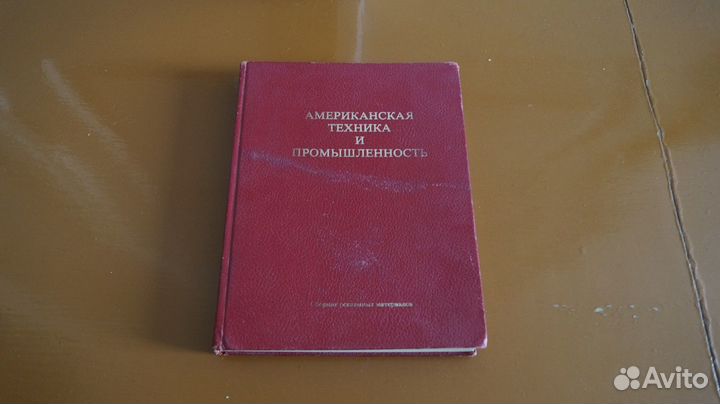 АМЕРИКАНСКАЯ
ТЕХНИКА
И
ПРОМЫШЛЕННОСТЬ
Сборник рекламных материалов
Avito